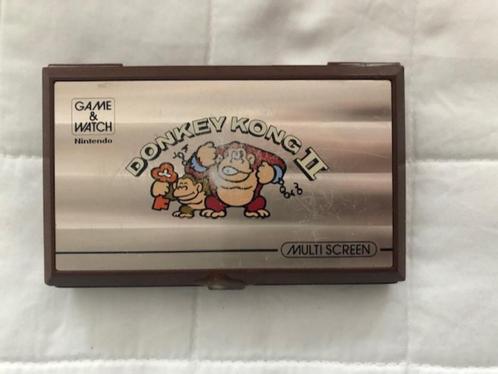 GAME
&
WATCH
Nintendo
DONKEY KONG II
MULTI SCREEN